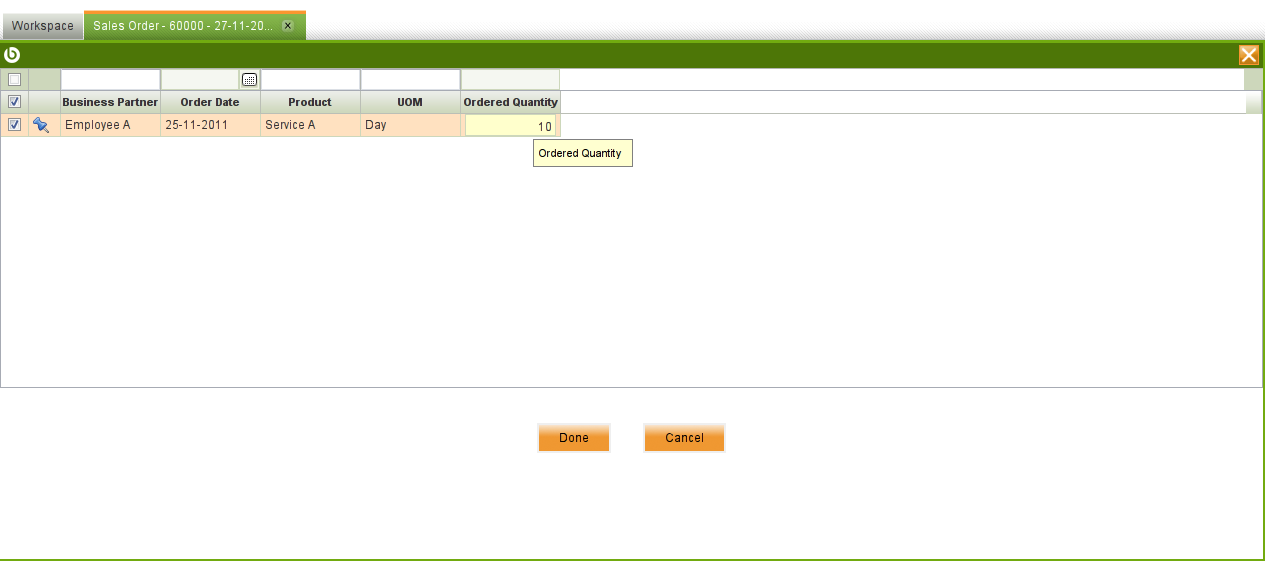 Workspace
Sales Order - 60000 - 27-11-20... x
Business Partner Order Date Product UOM Ordered Quantity
Employee A 25-11-2011 Service A Day 10
Ordered Quantity
Done Cancel